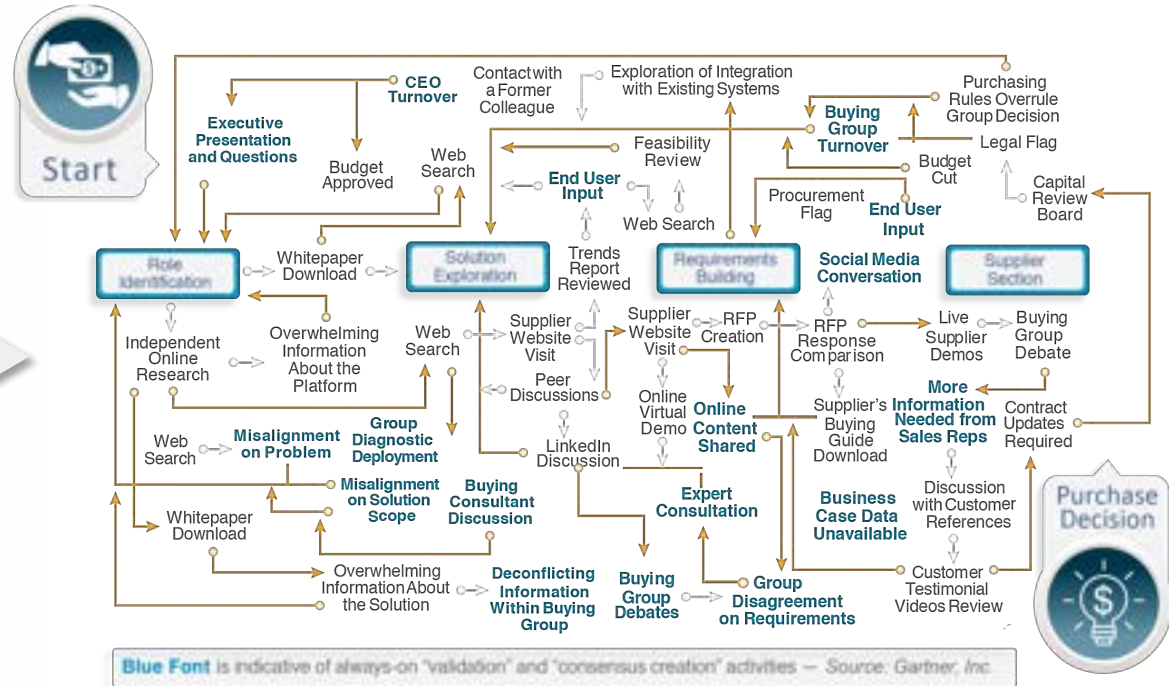 Start
CEO
Turnover
Executive
Presentation
and Questions
Budget
Approved
Web
Search
Contact with
a Former
Colleague
Exploration of Integration
with Existing Systems
Feasibility
Review
End User
Input
Web Search
Trends
Report
Reviewed
Buying
Group
Turnover
Purchasing
Rules Overrule
Group Decision
Legal Flag
Budget
Cut
Procurement
Flag
End User
Input
Capital
Review
Board
Role
Identification
Whitepaper
Download
Solution
Exploration
Requirements
Building
Social Media
Conversation
Supplier
Section
Independent
Online
Research
Overwhelming
Information
About the
Platform
Web
Search
Supplier
Website
Visit
Peer
Discussions
Supplier
Website
Visit
RFP
Creation
RFP
Response
Comparison
Live
Supplier
Demos
Buying
Group
Debate
Online
Virtual
Demo
Online
Content
Shared
Supplier's
Buying
Guide
Download
More
Information
Needed from
Sales Reps
Contract
Updates
Required
Web
Search
Misalignment
on Problem
Group
Diagnostic
Deployment
LinkedIn
Discussion
Misalignment
on Solution
Scope
Buying
Consultant
Discussion
Expert
Consultation
Business
Case Data
Unavailable
Discussion
with Customer
References
Whitepaper
Download
Overwhelming
Information About
the Solution
Deconflicting
Information
Within Buying
Group
Buying
Group
Debates
Group
Disagreement
on Requirements
Customer
Testimonial
Videos Review
Purchase
Decision
Blue Font is indicative of always-on "validation" and "consensus creation" activities — Source: Gartner, Inc